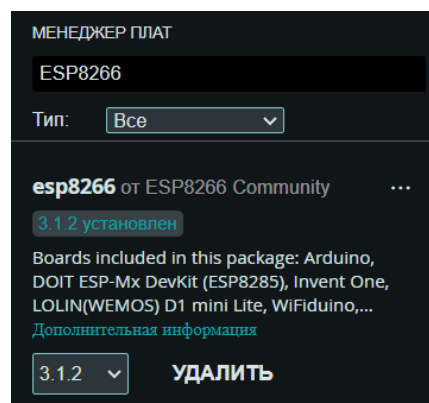 МЕНЕДЖЕР ПЛАТ
ESP8266
Тип: Все
esp8266 от ESP8266 Community ...
3.1.2 установлен
Boards included in this package: Arduino,
DOIT ESP-Mx DevKit (ESP8285), Invent One,
LOLIN(WEMOS) D1 mini Lite, WiFiduino,...
Дополнительная информация
3.1.2 УДАЛИТЬ